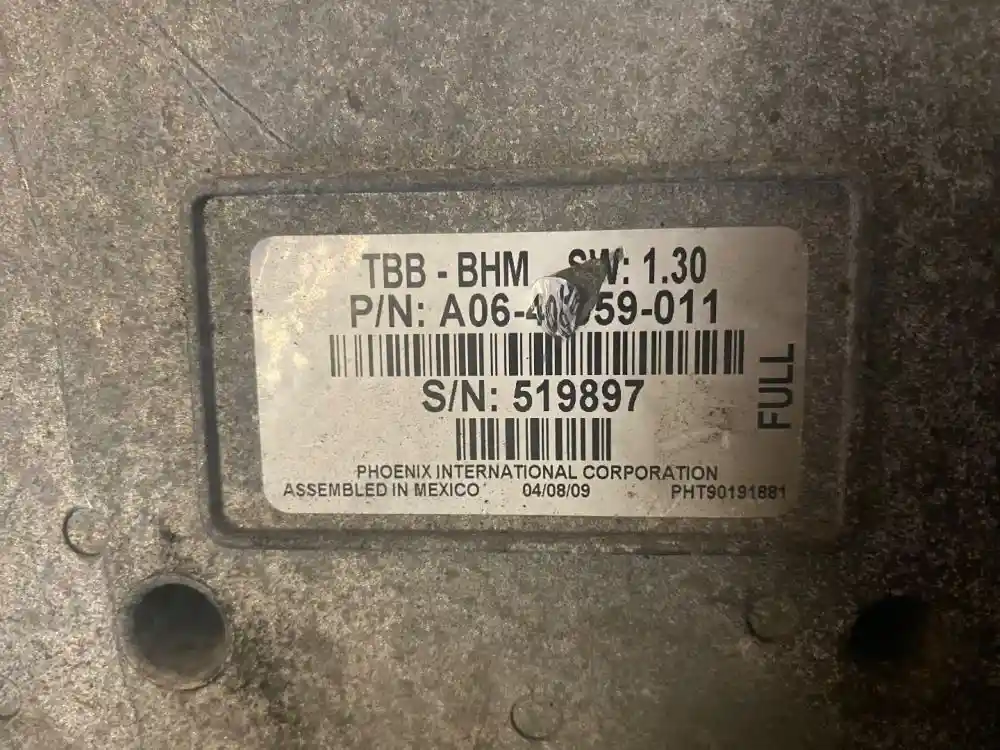 TBB - BHM SW: 1.30
P/N:
S/N: 519897
FULL
PHOENIX INTERNATIONAL CORPORATION
ASSEMBLED IN MEXICO 04/08/09 PHT90191881